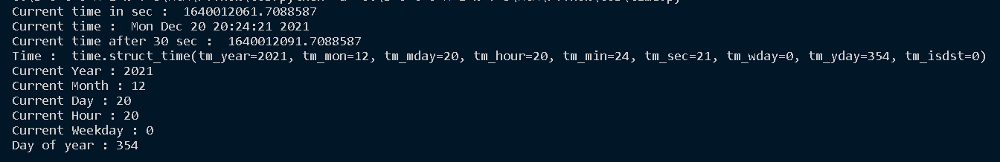 Current time in sec :  1640012061.7088587
Current time :  Mon Dec 20 20:24:21 2021
Current time after 30 sec :  1640012091.7088587
Time :  time.struct_time(tm_year=2021, tm_mon=12, tm_mday=20, tm_hour=20, tm_min=24, tm_sec=21, tm_wday=0, tm_yday=354, tm_isdst=0)
Current Year : 2021
Current Month : 12
Current Day : 20
Current Hour : 20
Current Weekday : 0
Day of year : 354